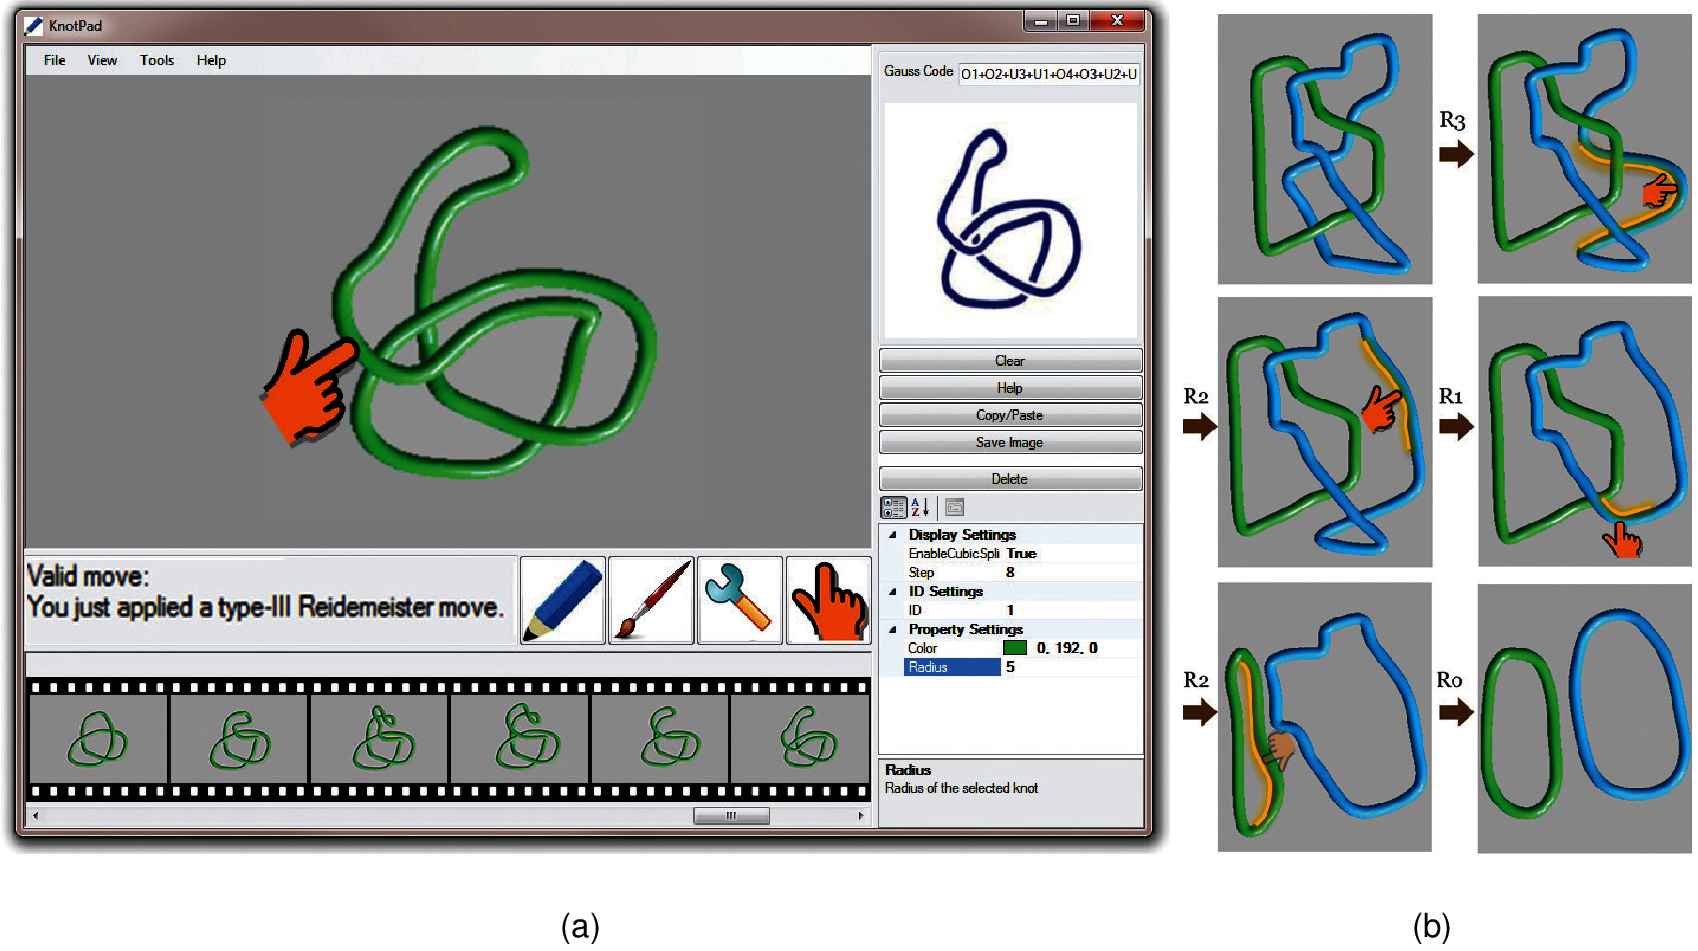 KnotPad
File View Tools Help
Gauss Code O1+O2+U3+U1+O4+O3+U2+U
Clear
Help
Copy/Paste
Save Image
Delete
Display Settings
EnableCubicSpli True
Step 8
ID Settings
ID 1
Property Settings
Color 0, 192, 0
Radius 5
Radius
Radius of the selected knot
Valid move:
You just applied a type-III Reidemeister move.
(a)
R3
R2
R1
R2
R0
(b)